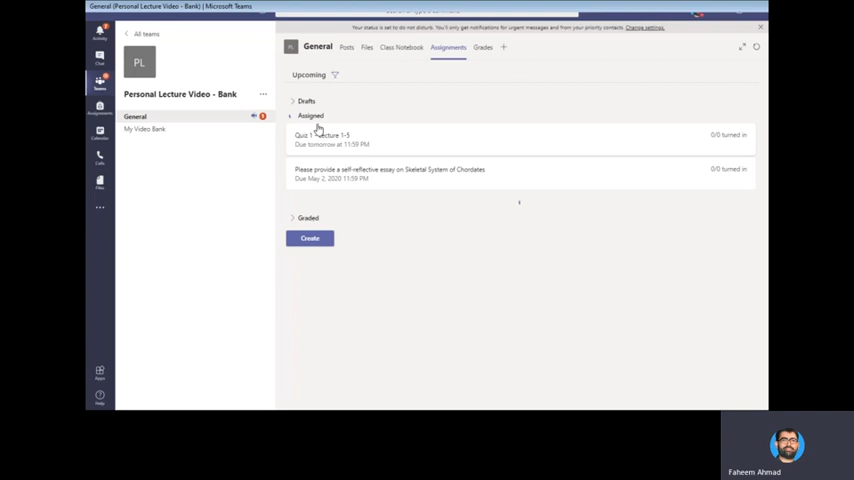 General (Personal Lecture Video - Bank) | Microsoft Teams
Your status is set to do not disturb. You'll only get notifications for urgent messages and from your priority contacts. Change settings.
Activity
Chat
Teams
Assignments
Calendar
Calls
Files
Apps
Help
All teams
PL
Personal Lecture Video - Bank
General
My Video Bank
PL
General
Posts
Files
Class Notebook
Assignments
Grades
Upcoming
Drafts
Assigned
Quiz 1 - Lecture 1-5
0/0 turned in
Due tomorrow at 11:59 PM
Please provide a self-reflective essay on Skeletal System of Chordates
0/0 turned in
Due May 2, 2020 11:59 PM
Graded
Create
Faheem Ahmad